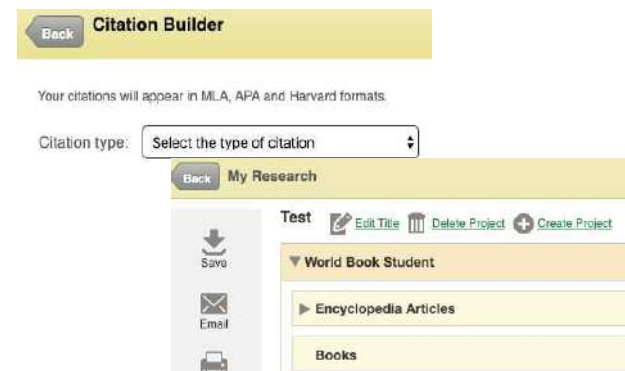 Back Citation Builder
Your citations will appear in MLA, APA and Harvard formats.
Citation type: Select the type of citation
Back My Research
Test Edit Title Delete Project Create Project
Save
World Book Student
Email
Encyclopedia Articles
Books